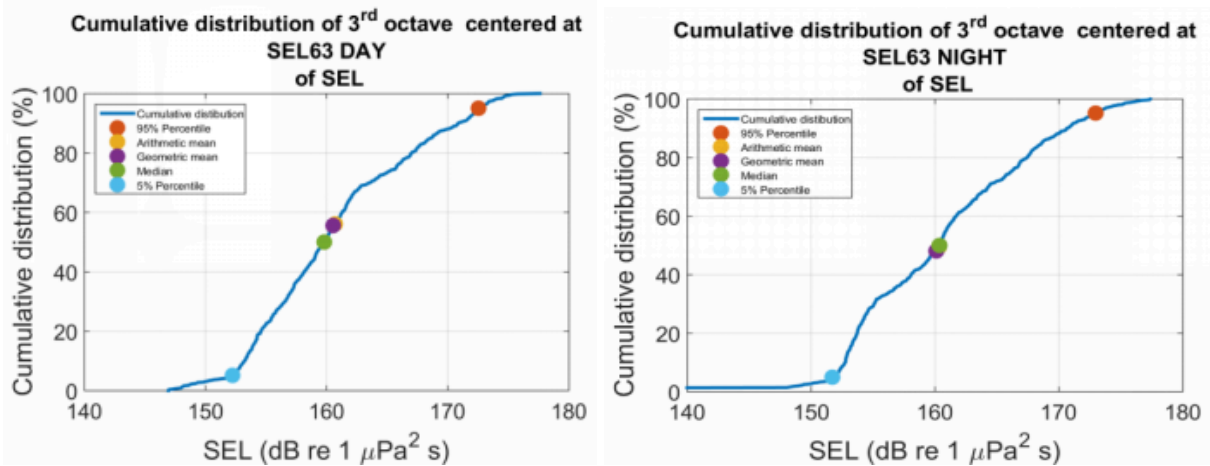 Cumulative distribution of 3rd octave centered at
SEL63 DAY
of SEL
Cumulative distribution (%)
100
80
60
40
20
0
Cumulative distibution
95% Percentile
Arithmetic mean
Geometric mean
Median
5% Percentile
140 150 160 170 180
SEL (dB re 1 μPa2 s)
Cumulative distribution of 3rd octave centered at
SEL63 NIGHT
of SEL
Cumulative distribution (%)
100
80
60
40
20
0
Cumulative distibution
95% Percentile
Arithmetic mean
Geometric mean
Median
5% Percentile
140 150 160 170 180
SEL (dB re 1 μPa2 s)